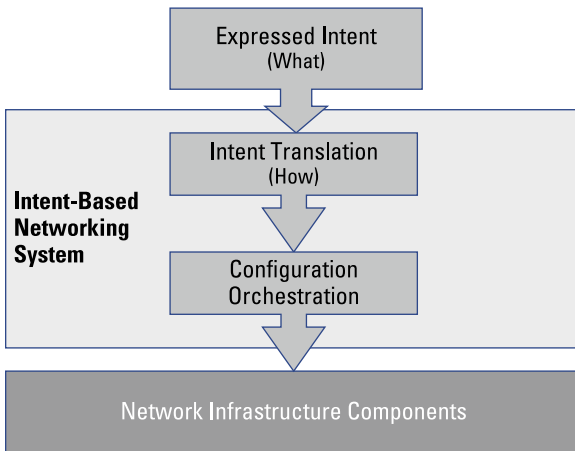 Expressed Intent
(What)
Intent Translation
(How)
Intent-Based
Networking
System
Configuration
Orchestration
Network Infrastructure Components